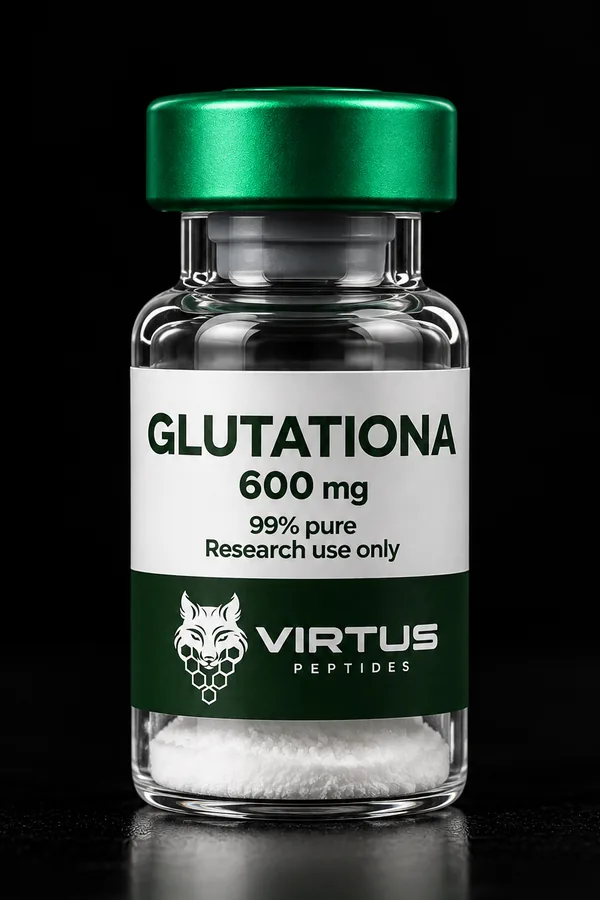 GLUTATIONA
600 mg
99% pure
Research use only
VIRTUS
PEPTIDES